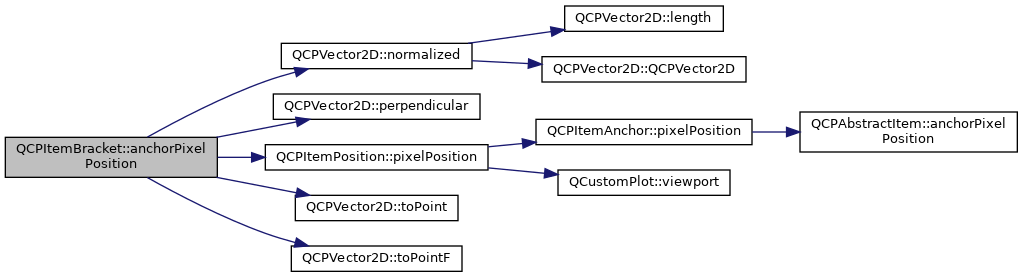 QCPItemBracket::anchorPixel
Position
QCPVector2D::normalized
QCPVector2D::length
QCPVector2D::QCPVector2D
QCPVector2D::perpendicular
QCPItemPosition::pixelPosition
QCPItemAnchor::pixelPosition
QCPAbstractItem::anchorPixel
Position
QCustomPlot::viewport
QCPVector2D::toPoint
QCPVector2D::toPointF